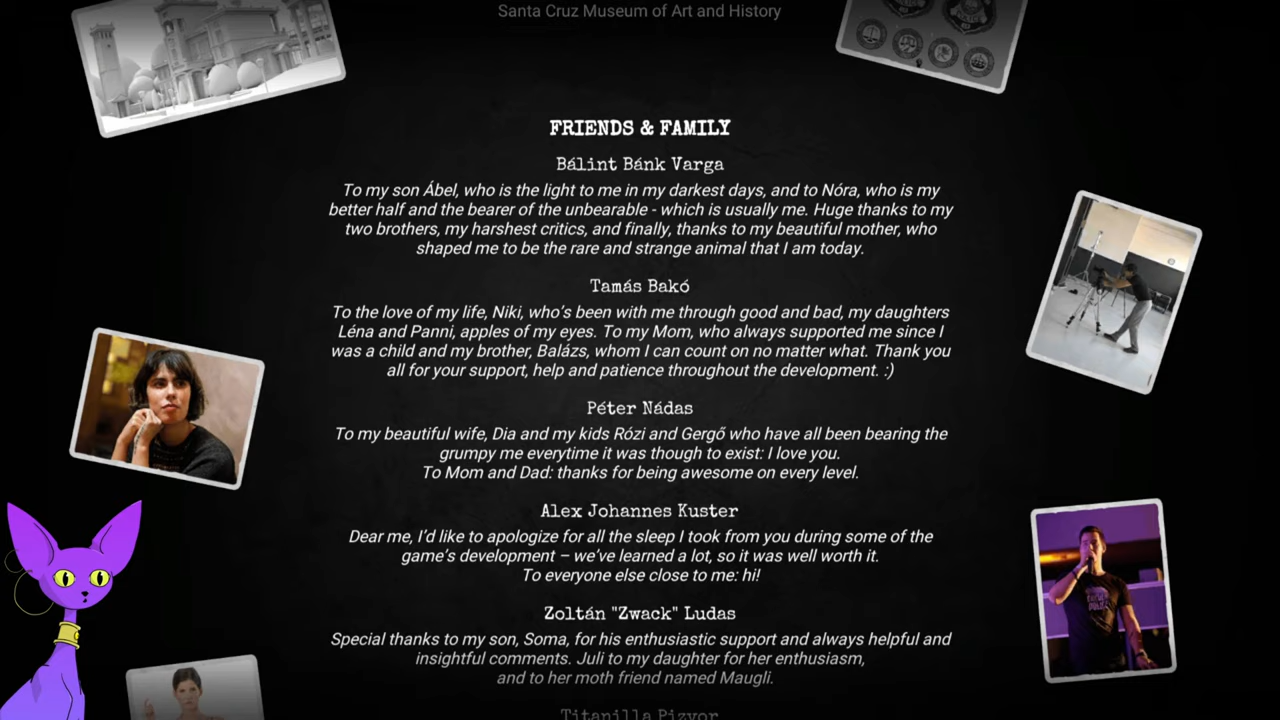 Santa Cruz Museum of Art and History
FRIENDS & FAMILY
Bálint Bánk Varga
To my son Ábel, who is the light to me in my darkest days, and to Nóra, who is my
better half and the bearer of the unbearable - which is usually me. Huge thanks to my
two brothers, my harshest critics, and finally, thanks to my beautiful mother, who
shaped me to be the rare and strange animal that I am today.
Tamás Bakó
To the love of my life, Niki, who's been with me through good and bad, my daughters
Léna and Panni, apples of my eyes. To my Mom, who always supported me since I
was a child and my brother, Balázs, whom I can count on no matter what. Thank you
all for your support, help and patience throughout the development. :)
Péter Nádas
To my beautiful wife, Dia and my kids Rózi and Gergő who have all been bearing the
grumpy me everytime it was though to exist: I love you.
To Mom and Dad: thanks for being awesome on every level.
Alex Johannes Kuster
Dear me, I'd like to apologize for all the sleep I took from you during some of the
game's development – we've learned a lot, so it was well worth it.
To everyone else close to me: hi!
Zoltán "Zwack" Ludas
Special thanks to my son, Soma, for his enthusiastic support and always helpful and
insightful comments. Juli to my daughter for her enthusiasm,
and to her moth friend named Maugli.
Titanilla Pizvor